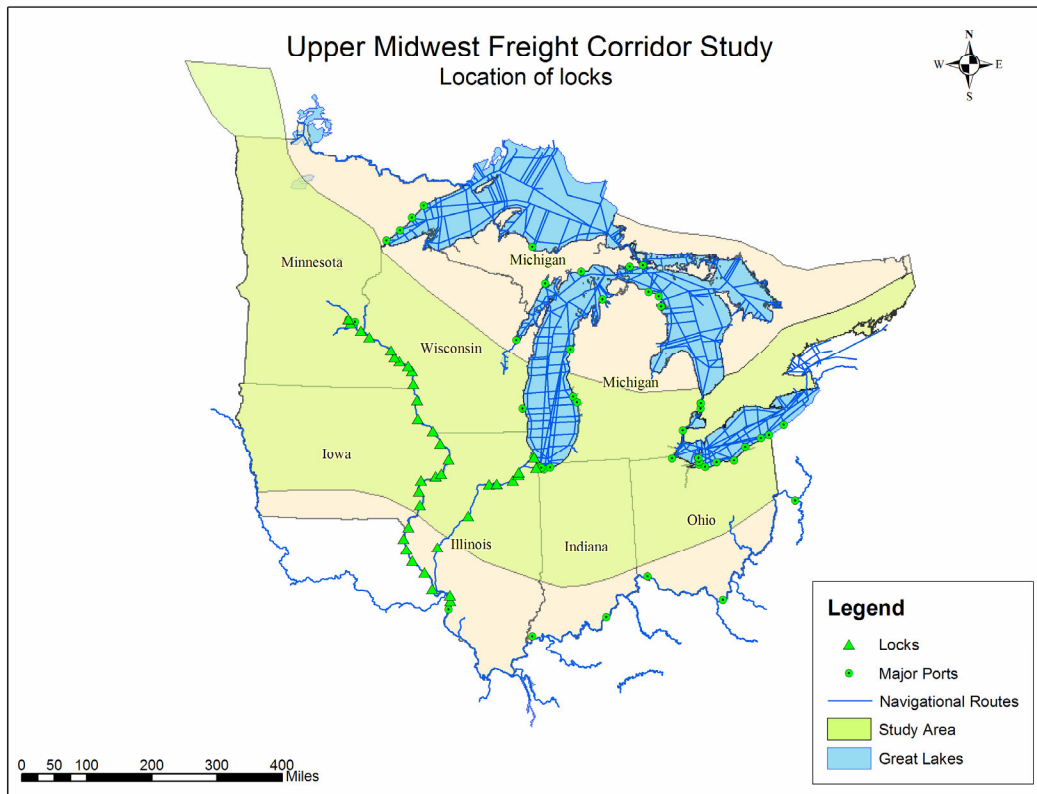 Upper Midwest Freight Corridor Study
Location of locks
N
W E
S
Minnesota
Michigan
Wisconsin
Michigan
Iowa
Ohio
Illinois
Indiana
Legend
Locks
Major Ports
Navigational Routes
Study Area
Great Lakes
0 50 100 200 300 400
Miles